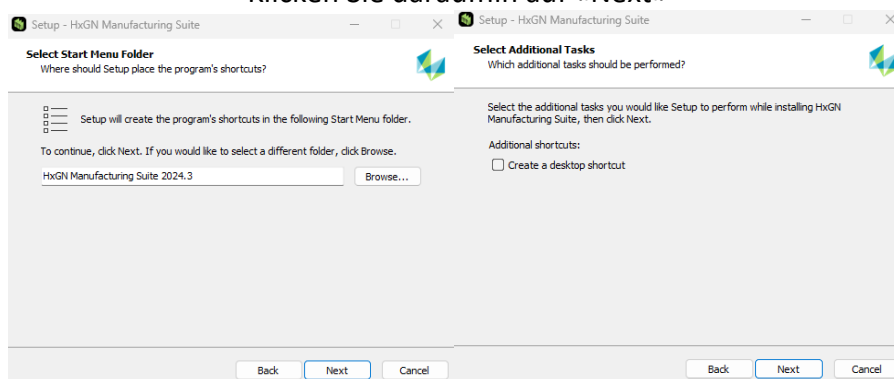 Klicken Sie daraufhin auf «Next»
Setup - HxGN Manufacturing Suite
Select Start Menu Folder
Where should Setup place the program's shortcuts?
Setup will create the program's shortcuts in the following Start Menu folder.
To continue, click Next. If you would like to select a different folder, click Browse.
HxGN Manufacturing Suite 2024.3
Browse...
Back
Next
Cancel
Setup - HxGN Manufacturing Suite
Select Additional Tasks
Which additional tasks should be performed?
Select the additional tasks you would like Setup to perform while installing HxGN
Manufacturing Suite, then click Next.
Additional shortcuts:
Create a desktop shortcut
Back
Next
Cancel